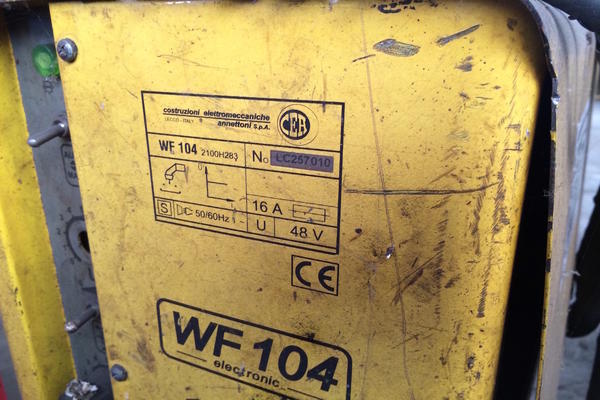 costruzioni elettromeccaniche
LECCO - ITALY
annettoni s.p.A.
CEA
WF 104 2100H283 No LC257010
16 A
S 50/60Hz U 48 V
CE
WF 104
electronic